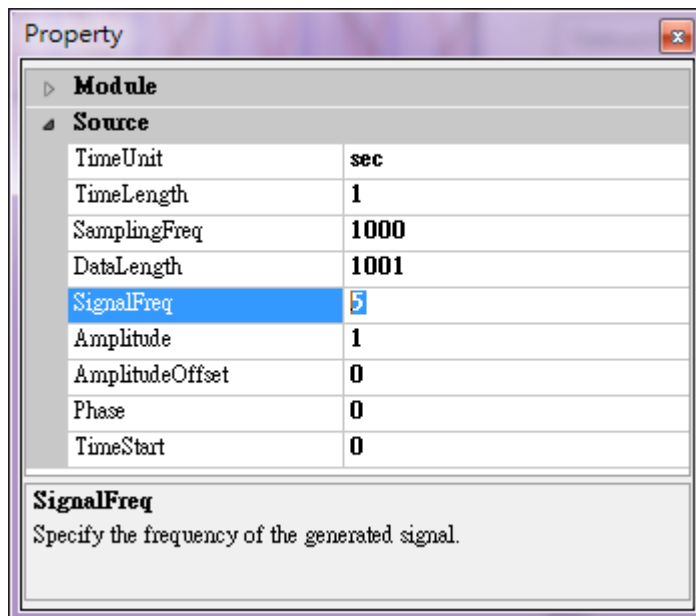 Property
Module
Source
TimeUnit sec
TimeLength 1
SamplingFreq 1000
DataLength 1001
SignalFreq 5
Amplitude 1
AmplitudeOffset 0
Phase 0
TimeStart 0
SignalFreq
Specify the frequency of the generated signal.